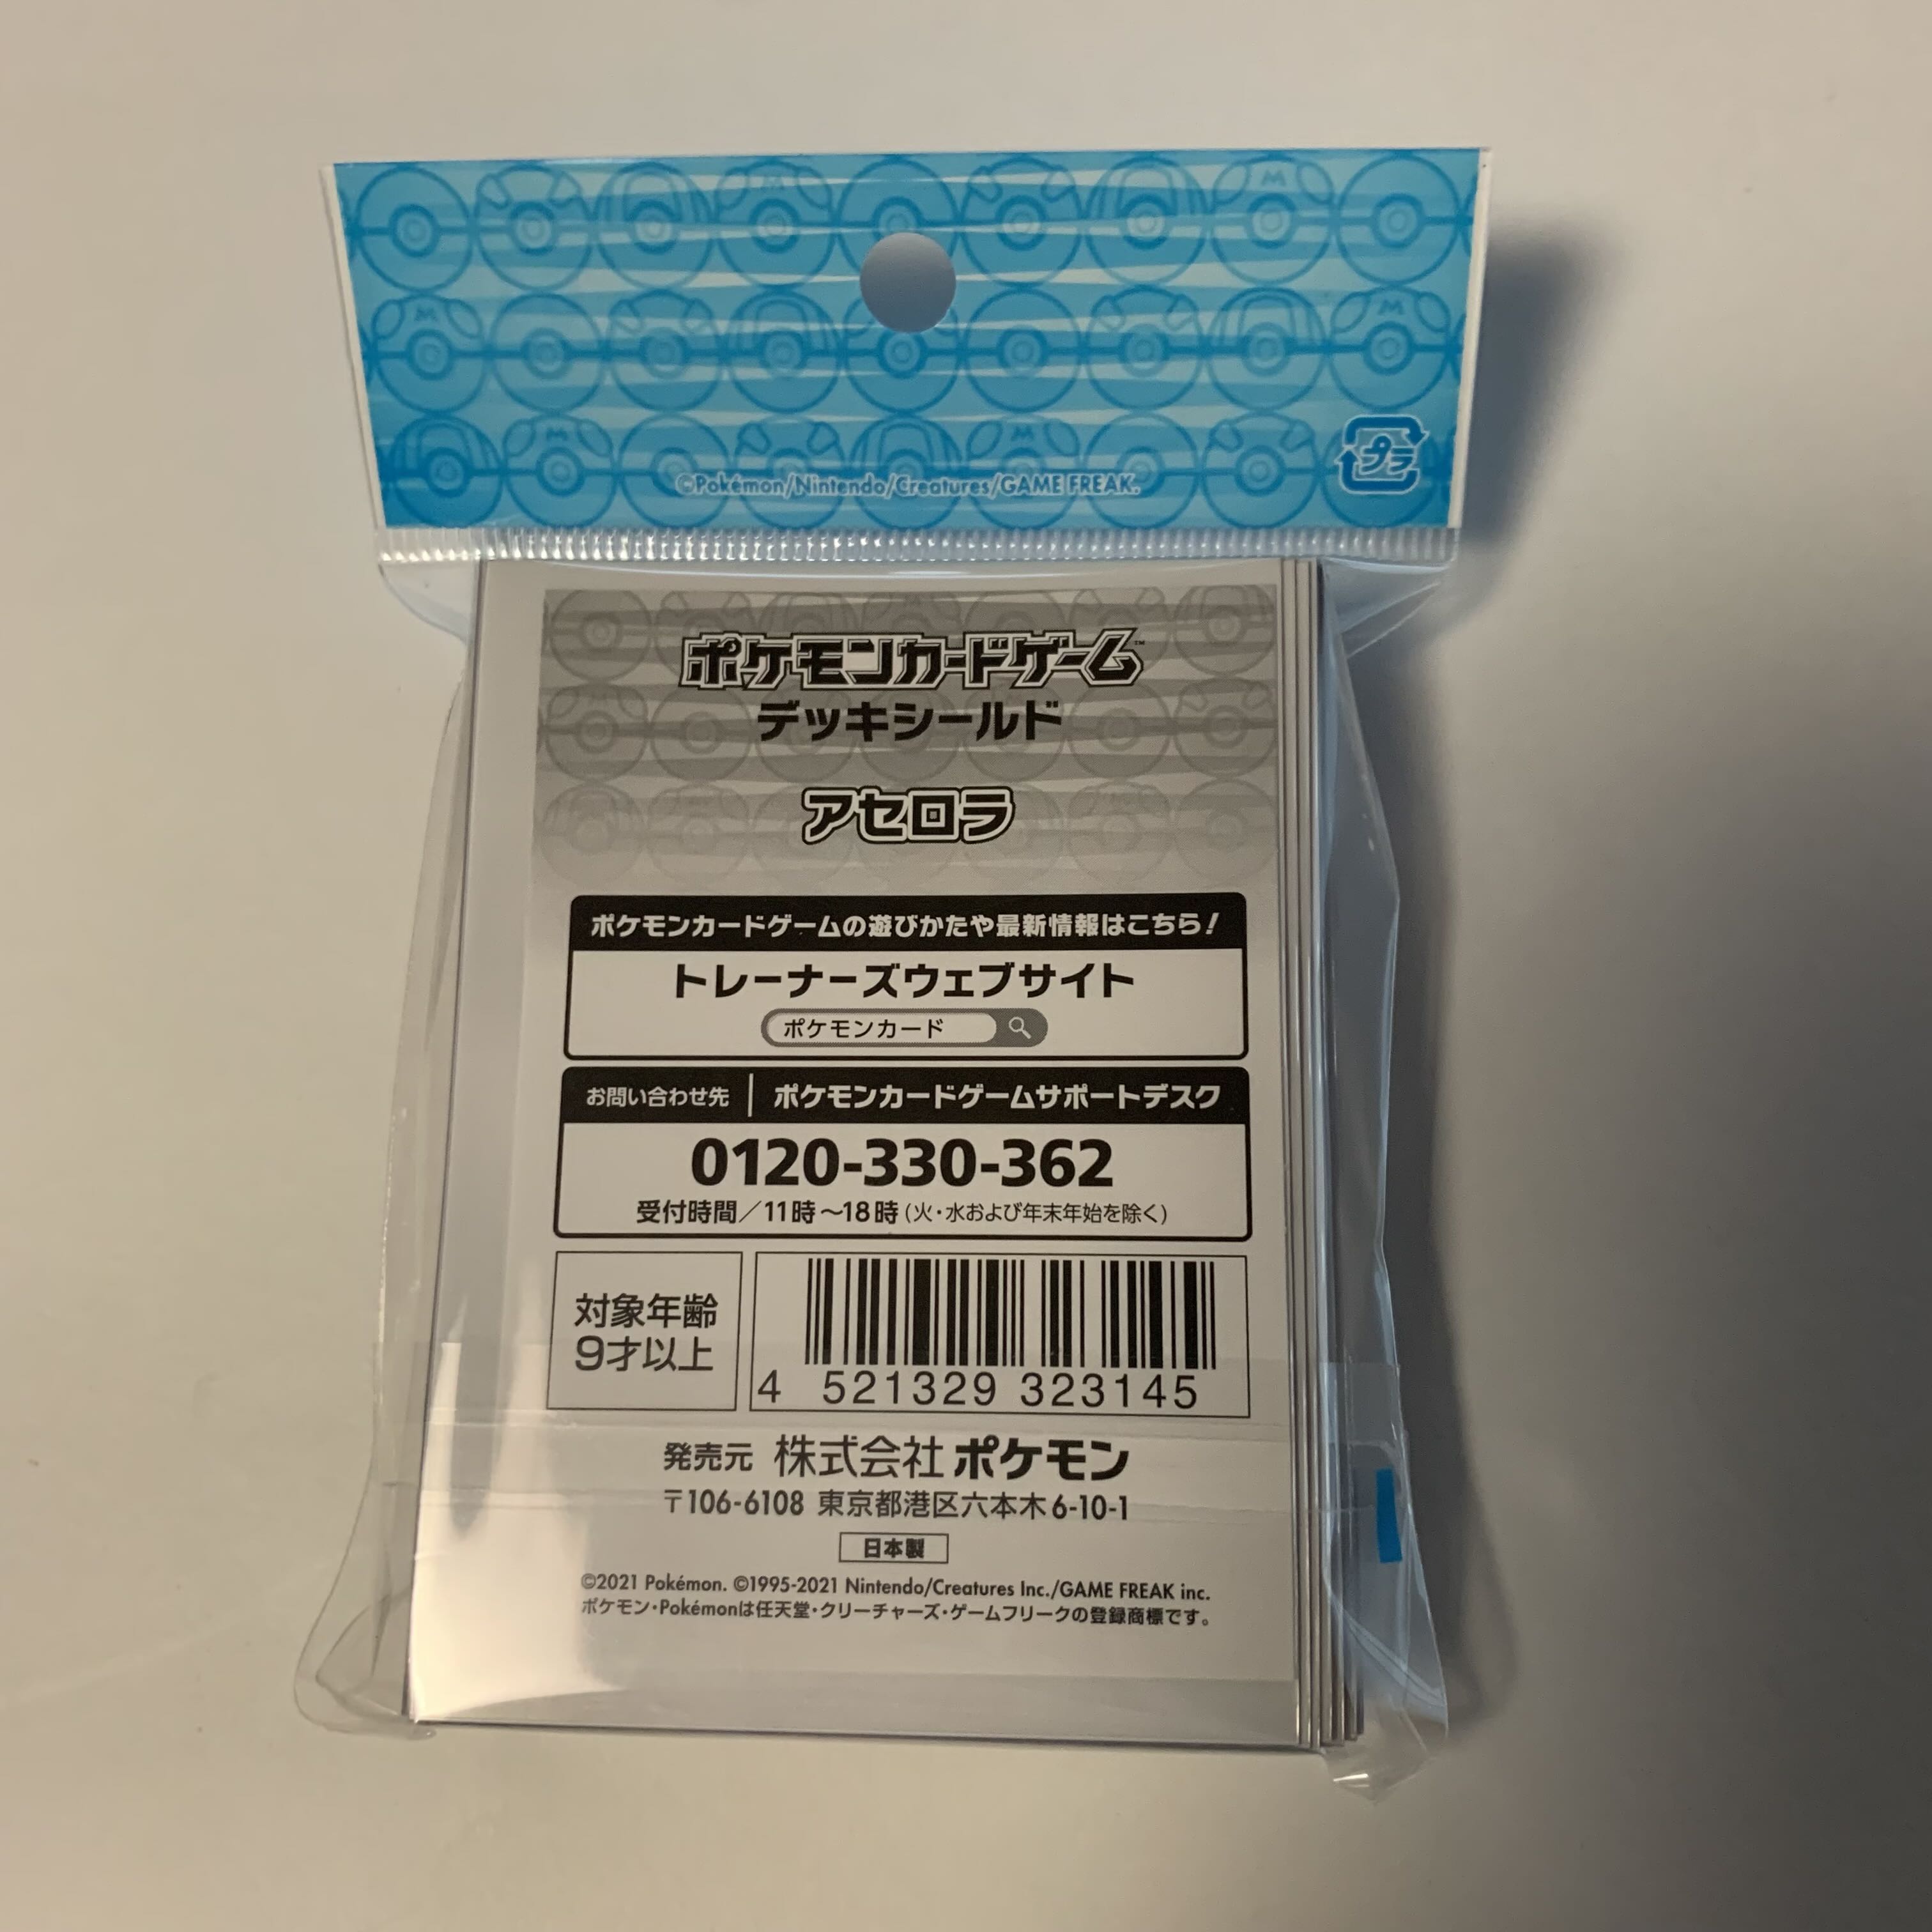 ©Pokémon/Nintendo/Creatures/GAME FREAK.
プラ
ポケモンカードゲーム™
デッキシールド
アセロラ
ポケモンカードゲームの遊びかたや最新情報はこちら!
トレーナーズウェブサイト
ポケモンカード
お問い合わせ先 | ポケモンカードゲームサポートデスク
0120-330-362
受付時間/11時~18時(火・水および年末年始を除く)
対象年齢
9才以上
4 521329 323145
発売元 株式会社ポケモン
〒106-6108 東京都港区六本木6-10-1
日本製
©2021 Pokémon. ©1995-2021 Nintendo/Creatures Inc./GAME FREAK inc.
ポケモン・Pokémonは任天堂・クリーチャーズ・ゲームフリークの登録商標です。